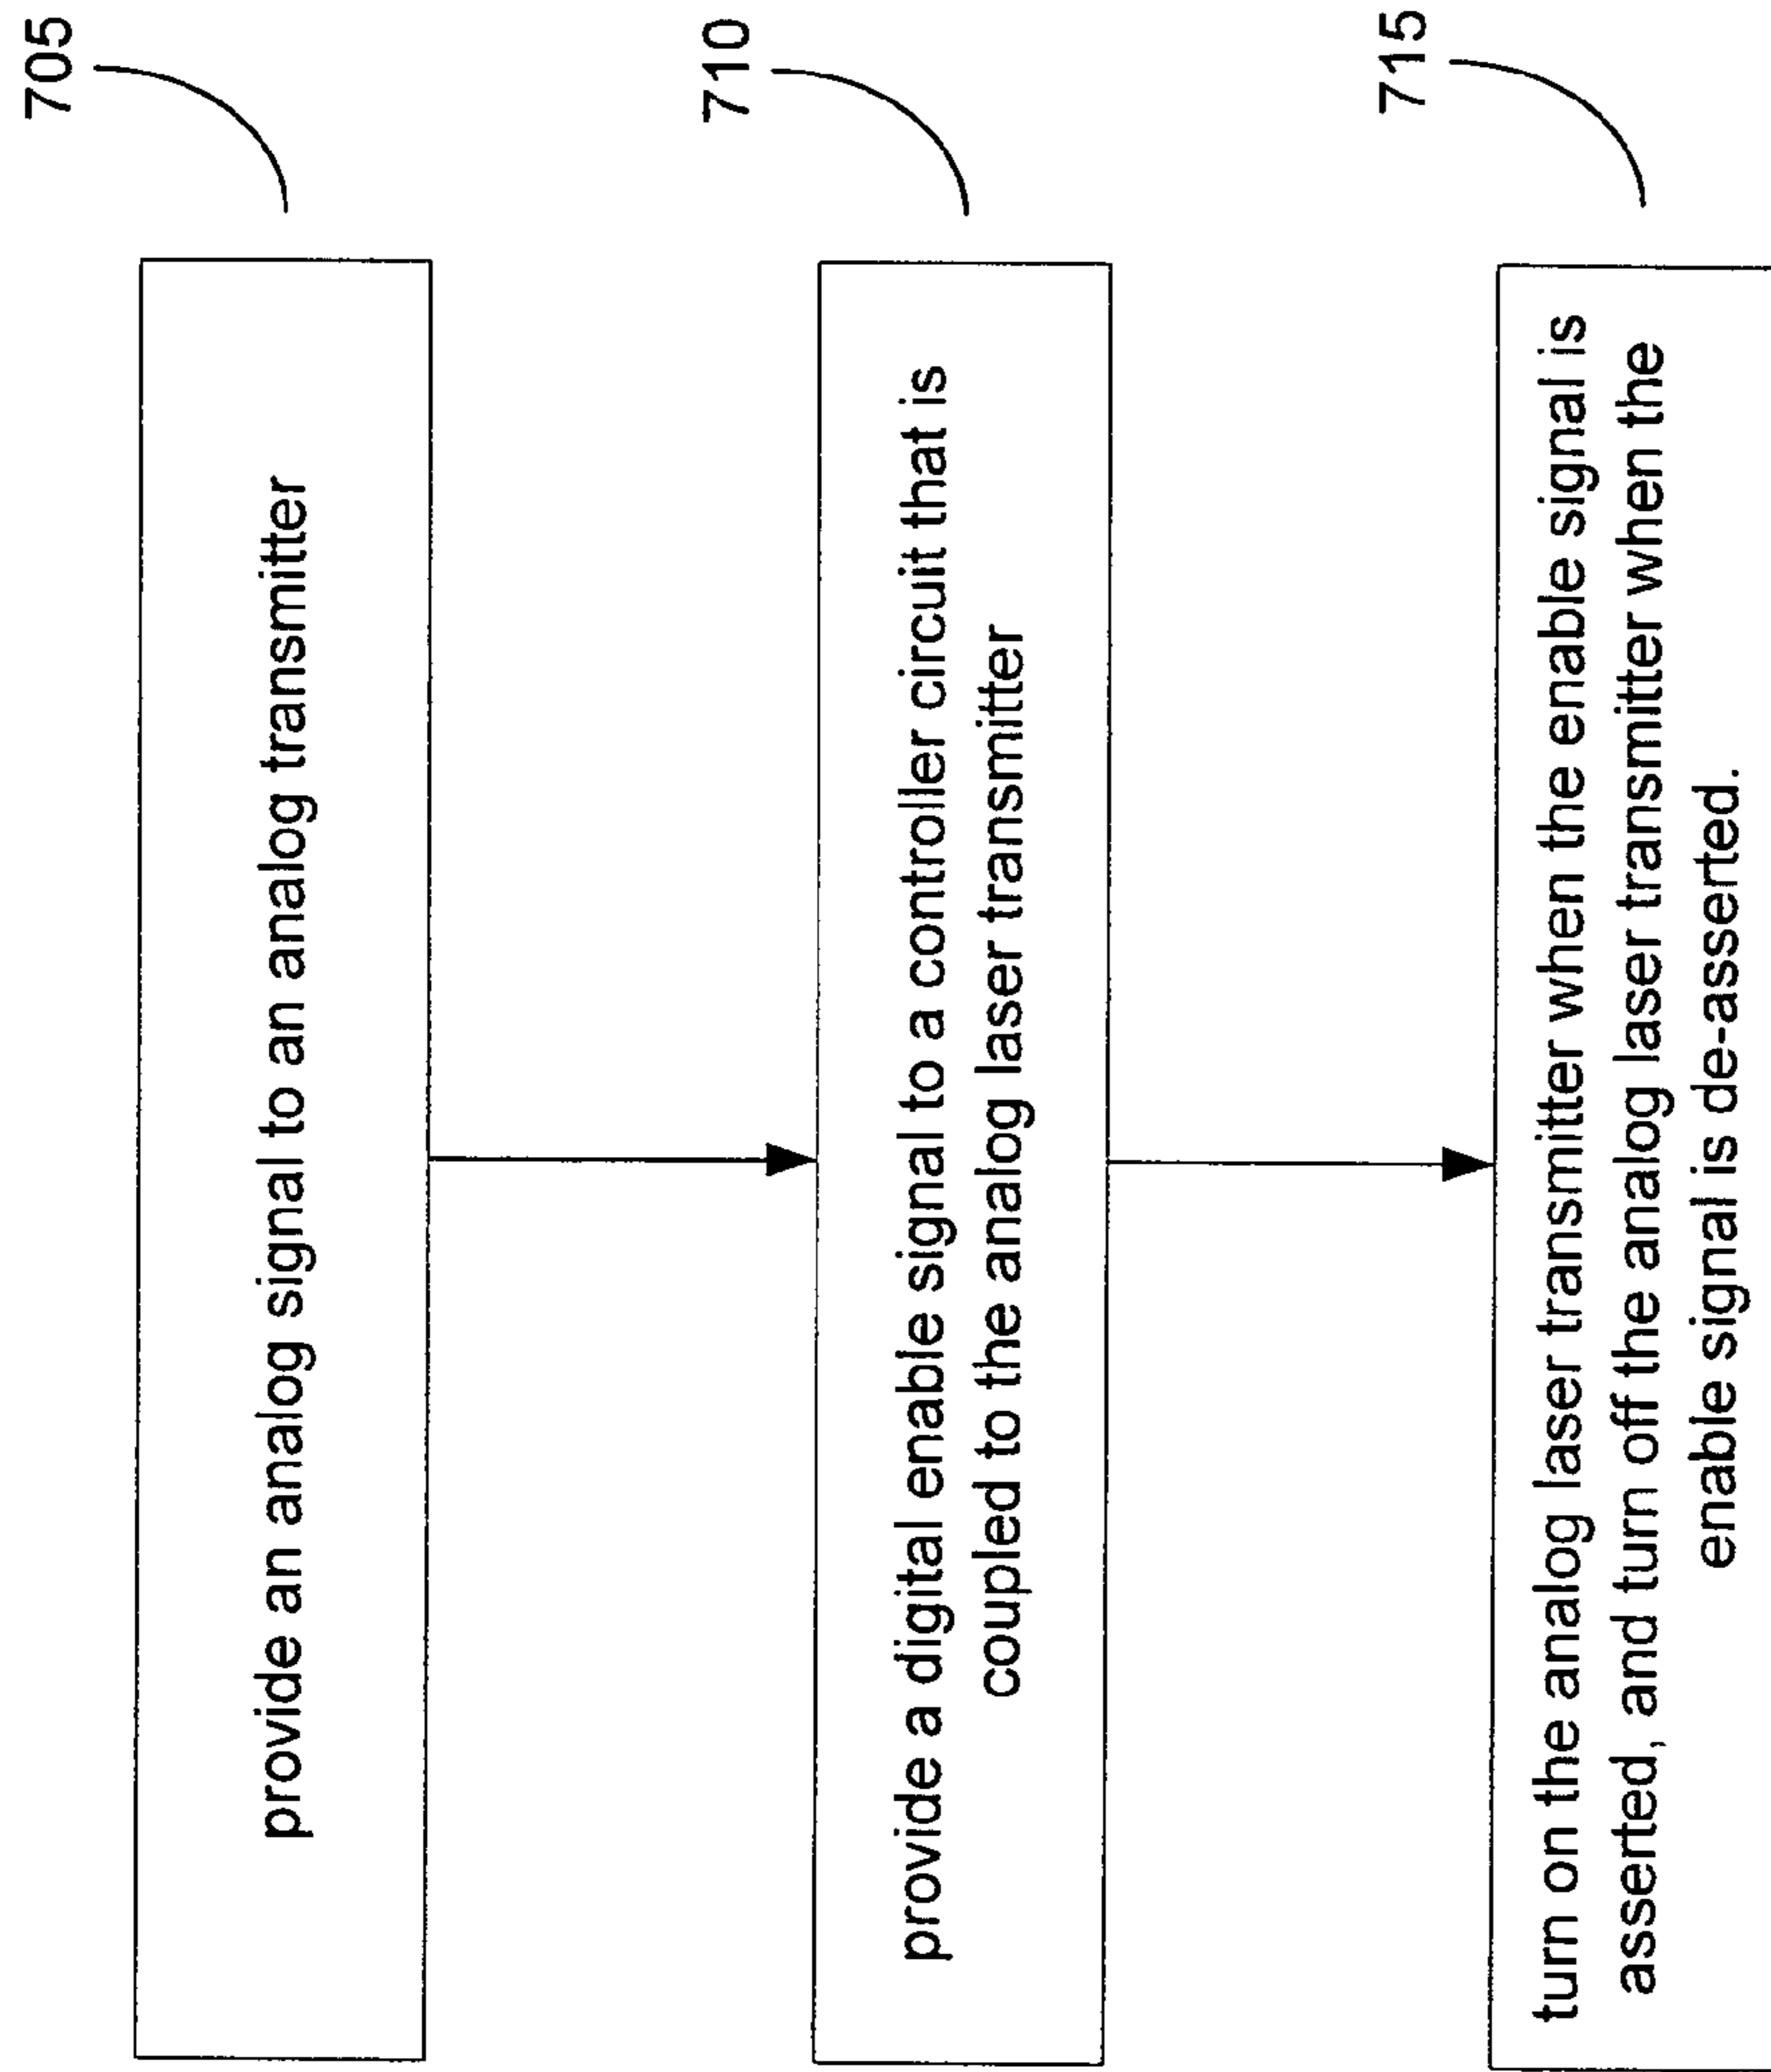 705
provide an analog signal to an analog transmitter
710
provide a digital enable signal to a controller circuit that is
coupled to the analog laser transmitter
715
turn on the analog laser transmitter when the enable signal is
asserted, and turn off the analog laser transmitter when the
enable signal is de-asserted.